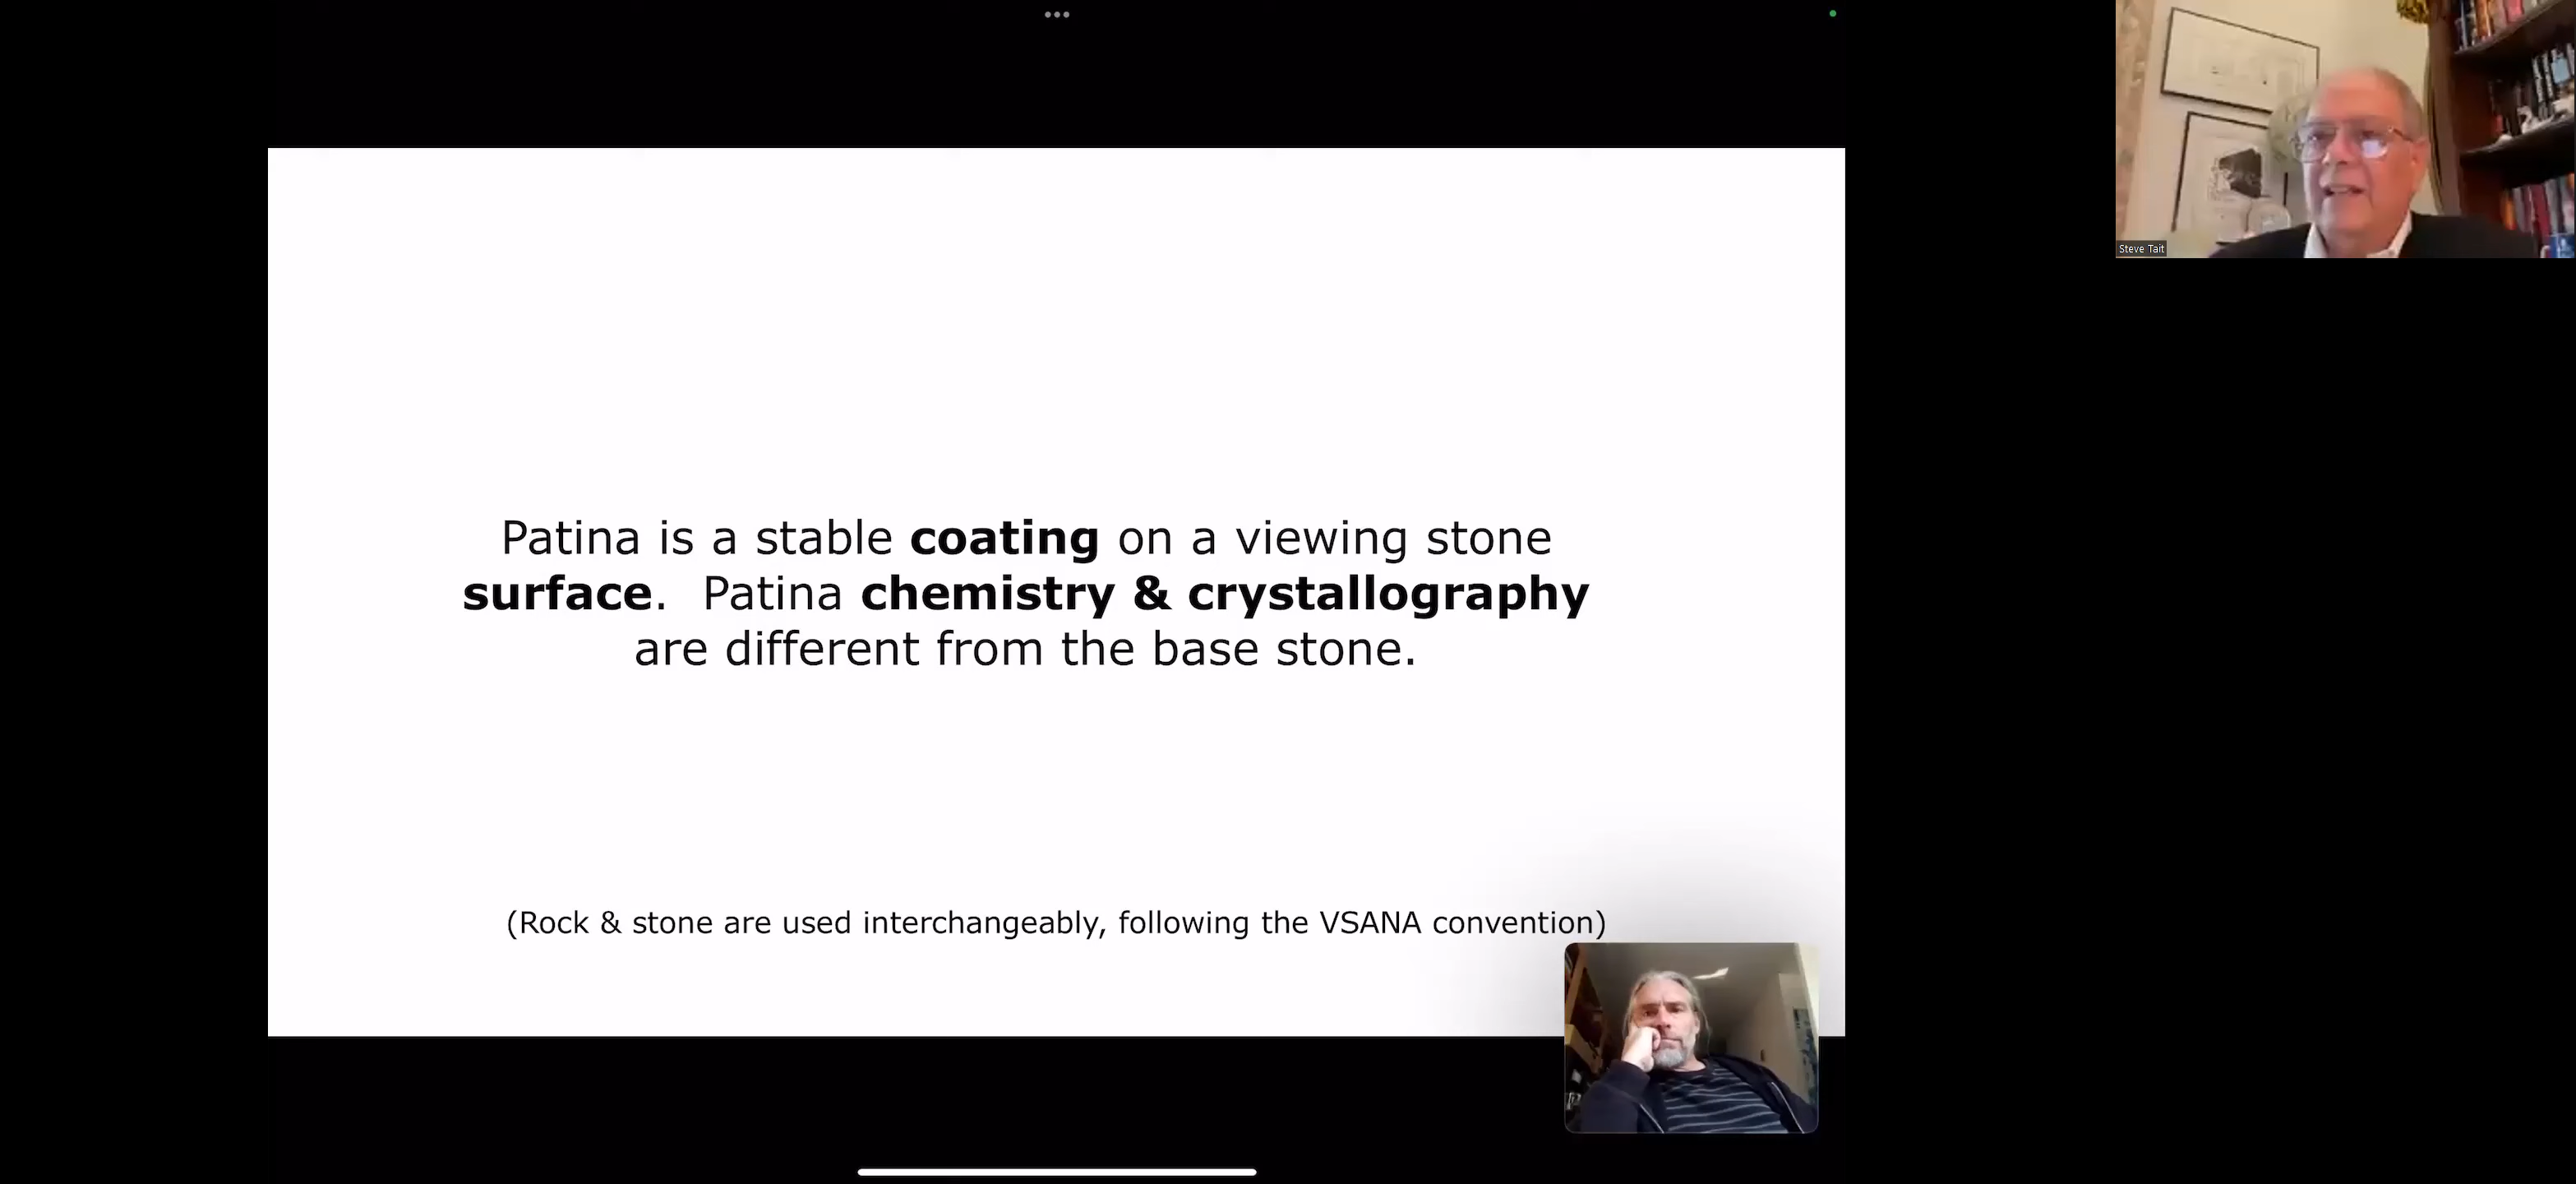 Steve Tait
Patina is a stable coating on a viewing stone
surface.  Patina chemistry & crystallography
are different from the base stone.
(Rock & stone are used interchangeably, following the VSANA convention)